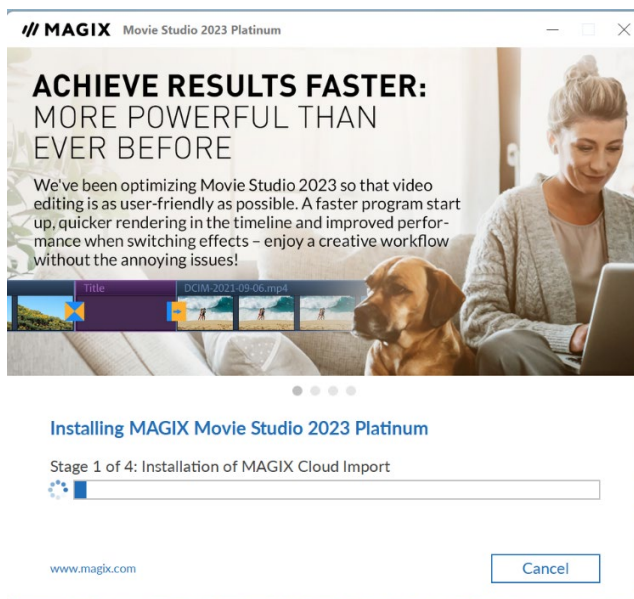 MAGIX Movie Studio 2023 Platinum
ACHIEVE RESULTS FASTER:
MORE POWERFUL THAN
EVER BEFORE
We've been optimizing Movie Studio 2023 so that video
editing is as user-friendly as possible. A faster program start
up, quicker rendering in the timeline and improved perfor-
mance when switching effects – enjoy a creative workflow
without the annoying issues!
Title
DCIM-2021-09-06.mp4
Installing MAGIX Movie Studio 2023 Platinum
Stage 1 of 4: Installation of MAGIX Cloud Import
www.magix.com
Cancel